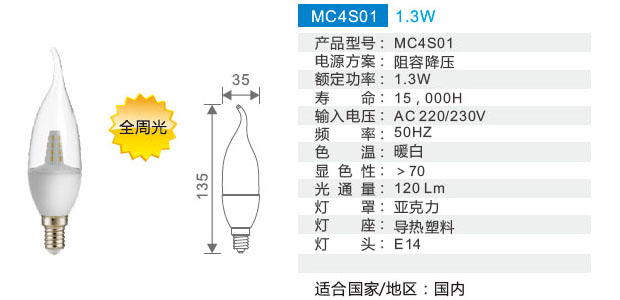 全周光
35
135
MC4S01 1.3W
产品型号：MC4S01
电源方案：阻容降压
额定功率：1.3W
寿 命：15，000H
输入电压：AC 220/230V
频 率：50HZ
色 温：暖白
显 色 性：＞70
光 通 量：120 Lm
灯 罩：亚克力
灯 座：导热塑料
灯 头：E14
适合国家/地区：国内